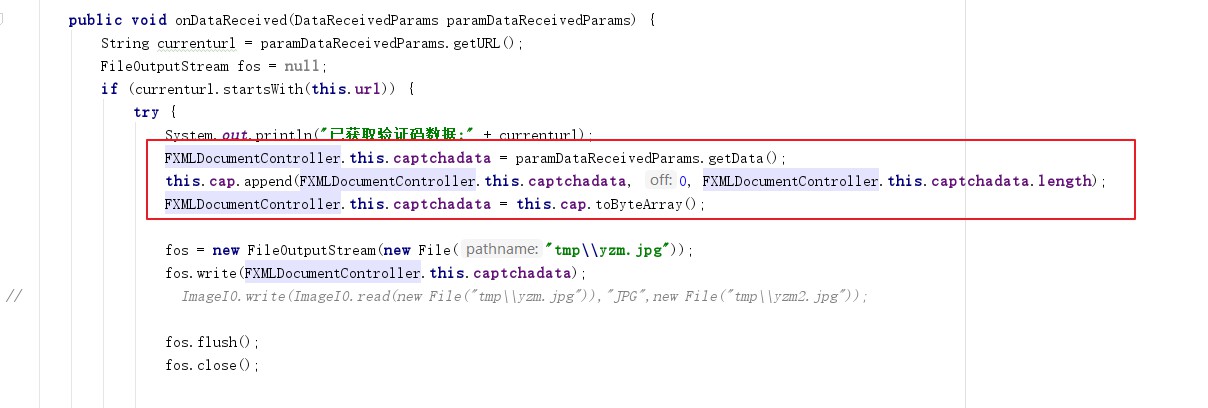 public void onDataReceived(DataReceivedParams paramDataReceivedParams) {
String currenturl = paramDataReceivedParams.getURL();
FileOutputStream fos = null;
if (currenturl.startsWith(this.url)) {
try {
System.out.println("已获取验证码数据:" + currenturl);
FXMLDocumentController.this.captchadata = paramDataReceivedParams.getData();
this.cap.append(FXMLDocumentController.this.captchadata, off: 0, FXMLDocumentController.this.captchadata.length);
FXMLDocumentController.this.captchadata = this.cap.toByteArray();
fos = new FileOutputStream(new File( pathname: "tmp\\yzm.jpg"));
fos.write(FXMLDocumentController.this.captchadata);
// ImageIO.write(ImageIO.read(new File("tmp\\yzm.jpg")),"JPG",new File("tmp\\yzm2.jpg"));
fos.flush();
fos.close();